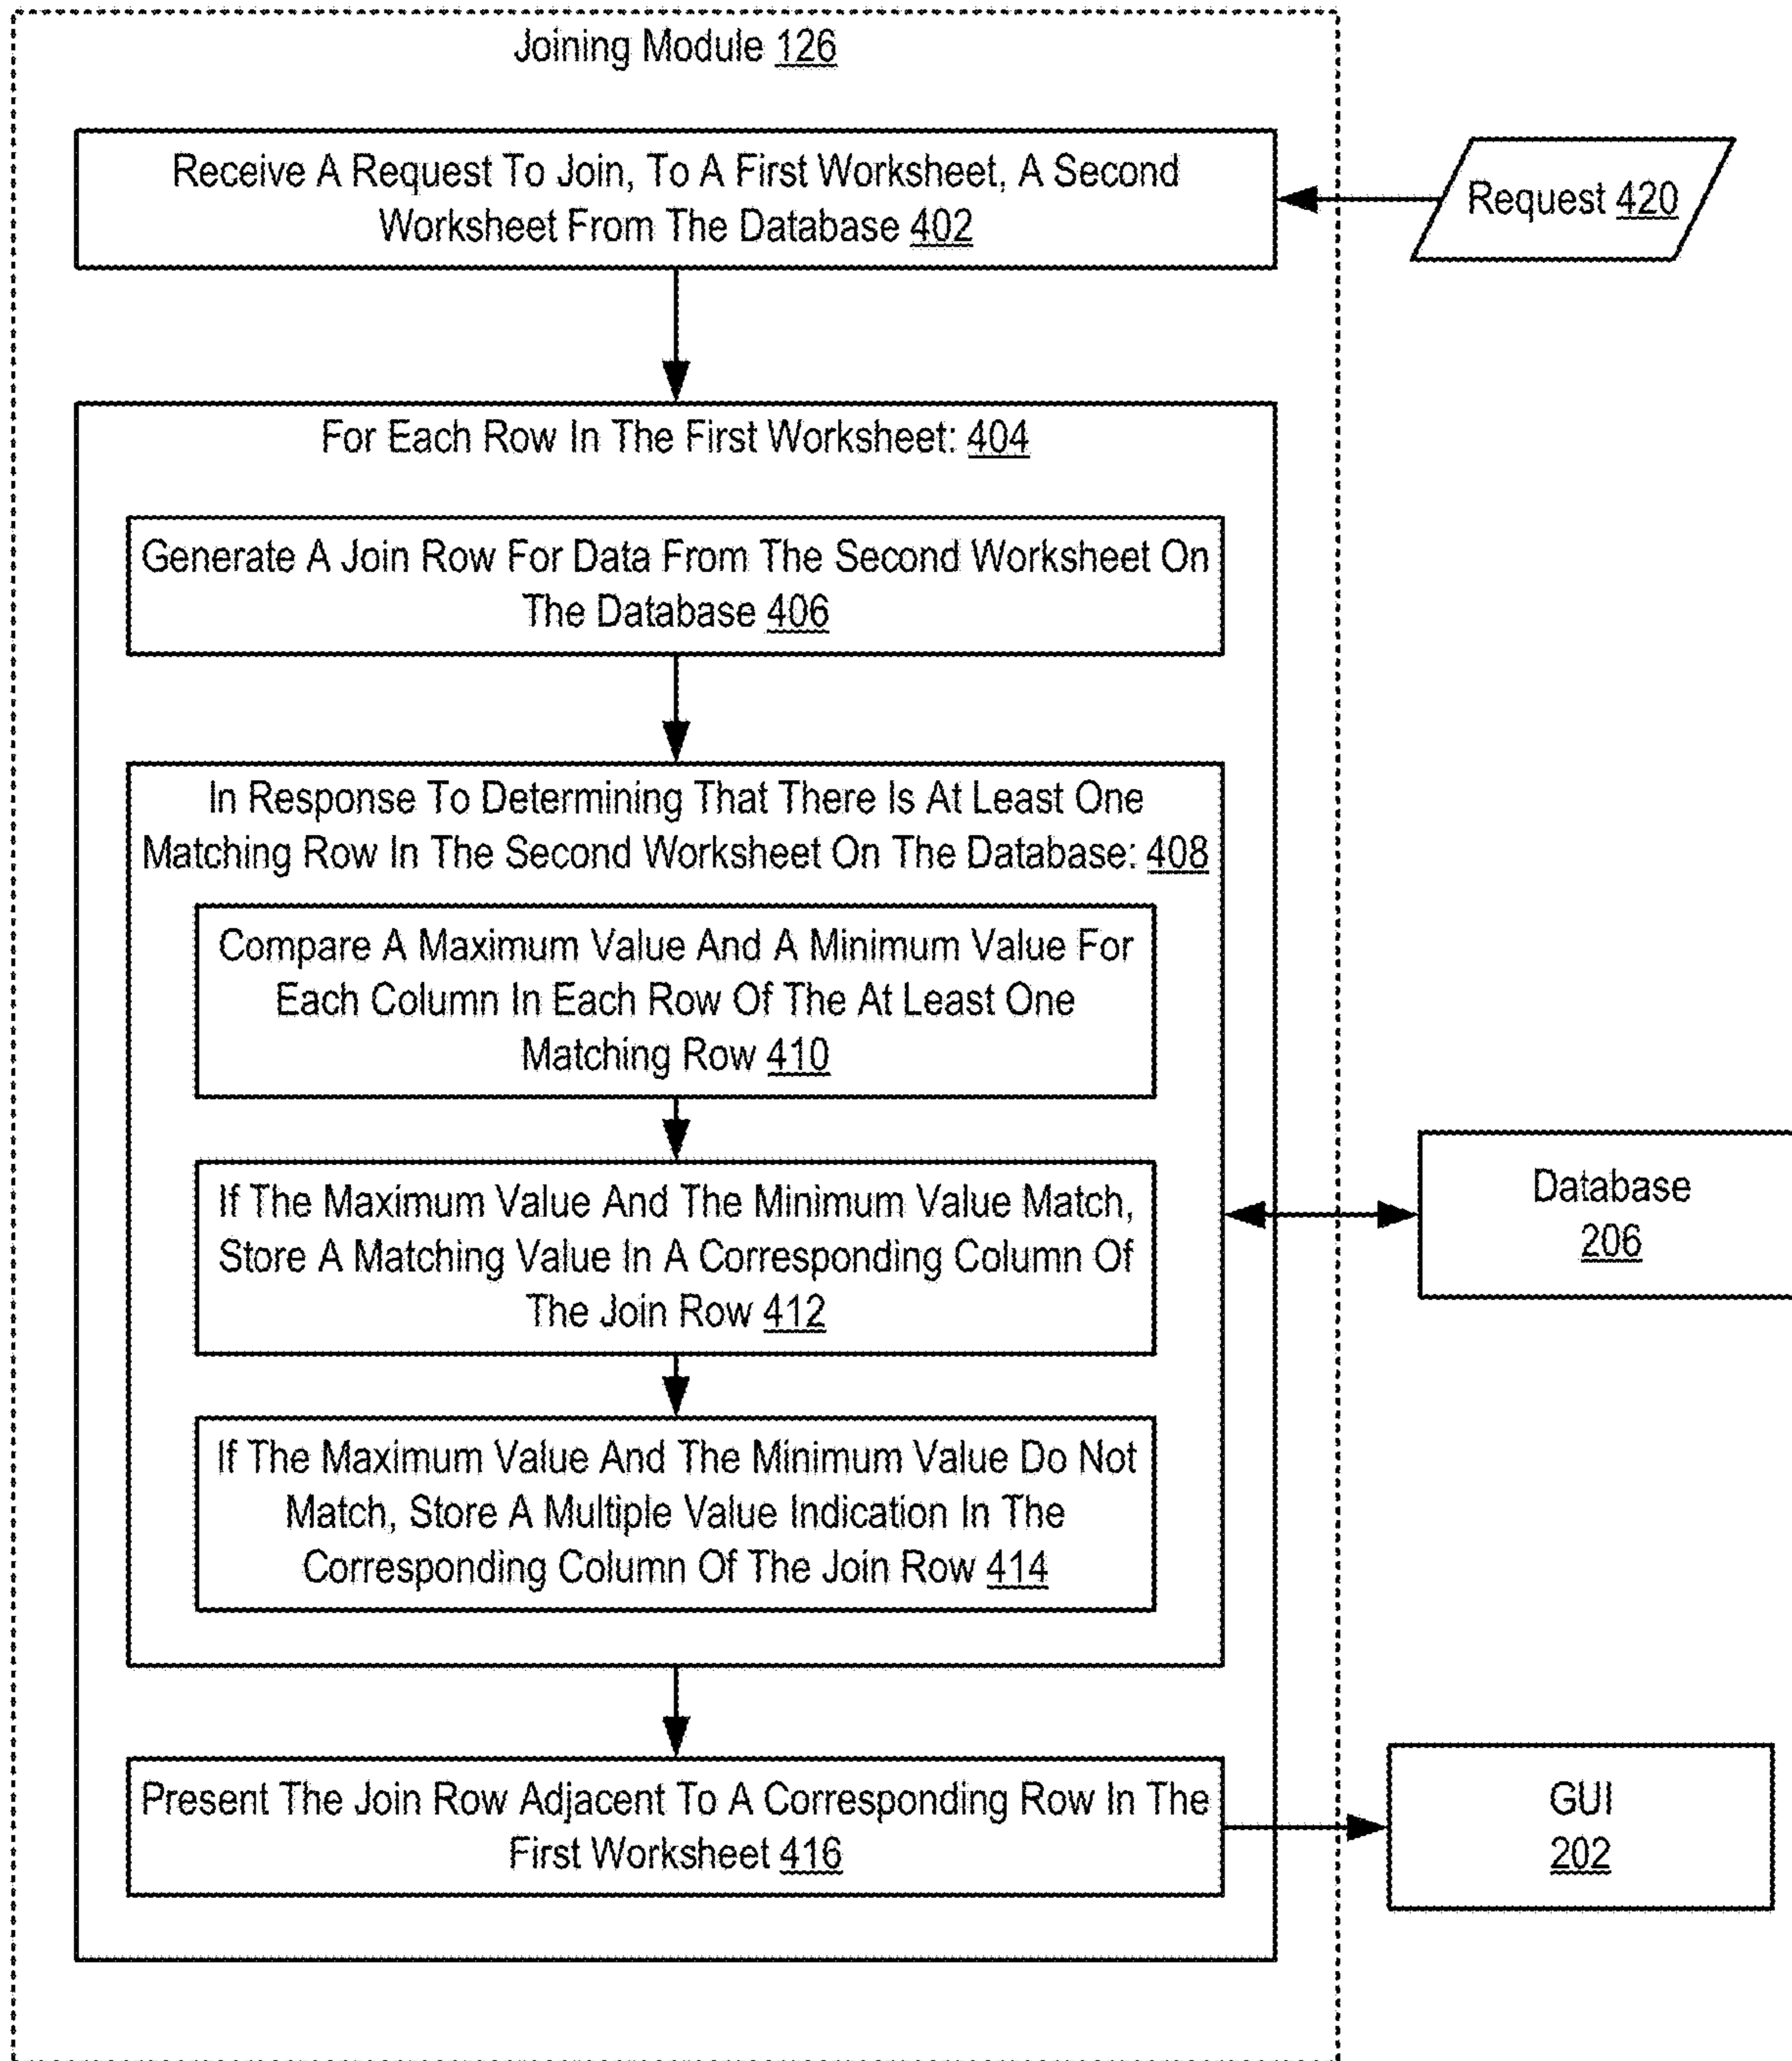 Joining Module 126
Receive A Request To Join, To A First Worksheet, A Second
Worksheet From The Database 402
Request 420
For Each Row In The First Worksheet: 404
Generate A Join Row For Data From The Second Worksheet On
The Database 406
In Response To Determining That There Is At Least One
Matching Row In The Second Worksheet On The Database: 408
Compare A Maximum Value And A Minimum Value For
Each Column In Each Row Of The At Least One
Matching Row 410
If The Maximum Value And The Minimum Value Match,
Store A Matching Value In A Corresponding Column Of
The Join Row 412
Database
206
If The Maximum Value And The Minimum Value Do Not
Match, Store A Multiple Value Indication In The
Corresponding Column Of The Join Row 414
Present The Join Row Adjacent To A Corresponding Row In The
First Worksheet 416
GUI
202